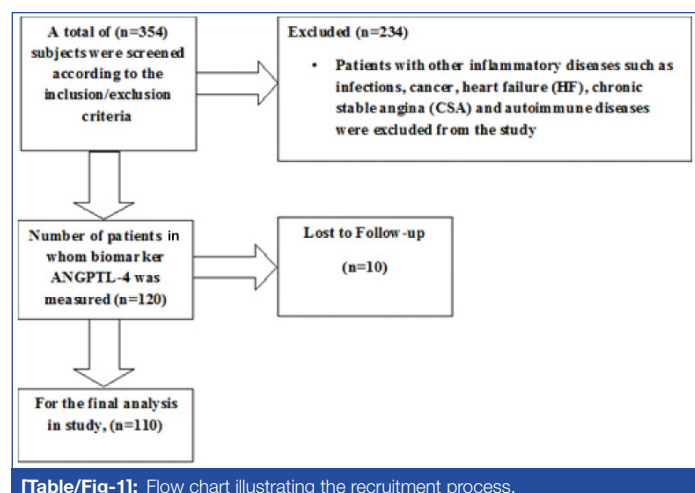 A total of (n=354)
subjects were screened
according to the
inclusion/exclusion
criteria
Excluded (n=234)
• Patients with other inflammatory diseases such as
infections, cancer, heart failure (HF), chronic
stable angina (CSA) and autoimmune diseases
were excluded from the study
Number of patients in
whom biomarker
ANGPTL-4 was
measured (n=120)
Lost to Follow-up
(n=10)
For the final analysis
in study, (n=110)
[Table/Fig-1]: Flow chart illustrating the recruitment process.